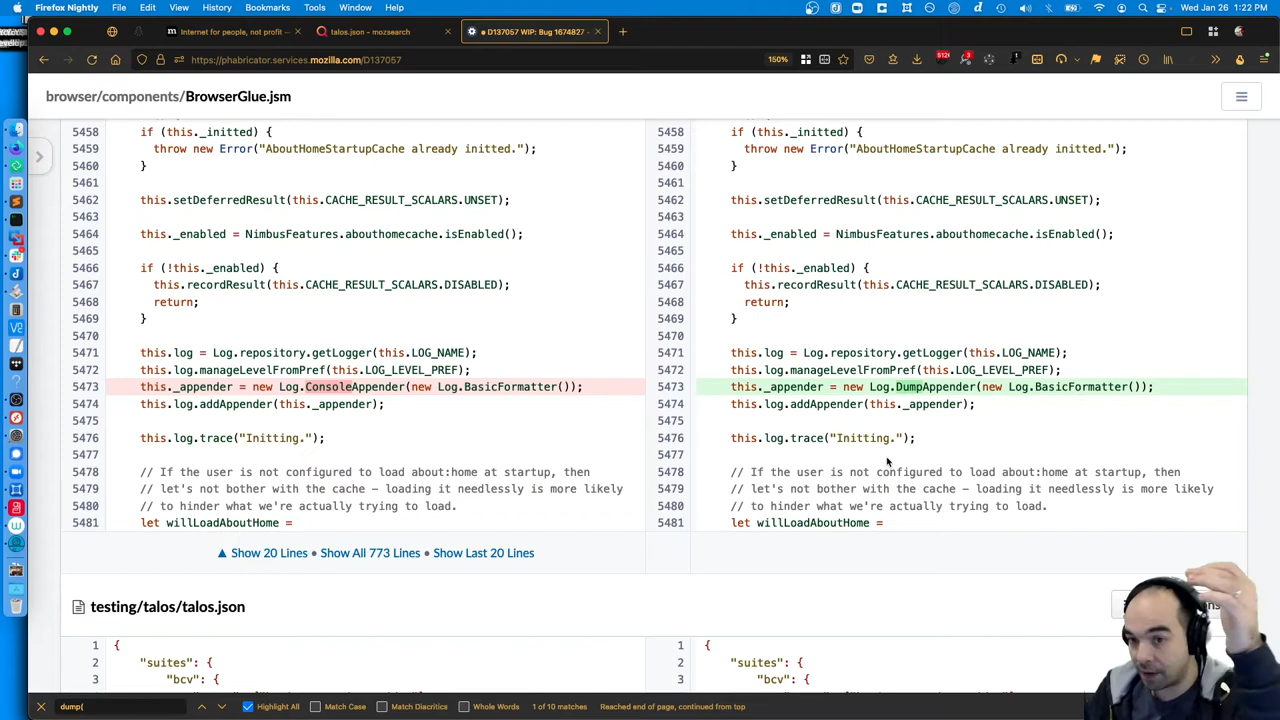 Firefox Nightly File Edit View History Bookmarks Tools Window Help Wed Jan 26 1:22 PM
Internet for people, not profit — talos.json - mozsearch ● D137057 WIP: Bug 1674827 -
https://phabricator.services.mozilla.com/D137057 150%
browser/components/BrowserGlue.jsm
5458 if (this._initted) { 5458 if (this._initted) {
5459 throw new Error("AboutHomeStartupCache already initted."); 5459 throw new Error("AboutHomeStartupCache already initted.");
5460 } 5460 }
5461 5461
5462 this.setDeferredResult(this.CACHE_RESULT_SCALARS.UNSET); 5462 this.setDeferredResult(this.CACHE_RESULT_SCALARS.UNSET);
5463 5463
5464 this._enabled = NimbusFeatures.abouthomecache.isEnabled(); 5464 this._enabled = NimbusFeatures.abouthomecache.isEnabled();
5465 5465
5466 if (!this._enabled) { 5466 if (!this._enabled) {
5467 this.recordResult(this.CACHE_RESULT_SCALARS.DISABLED); 5467 this.recordResult(this.CACHE_RESULT_SCALARS.DISABLED);
5468 return; 5468 return;
5469 } 5469 }
5470 5470
5471 this.log = Log.repository.getLogger(this.LOG_NAME); 5471 this.log = Log.repository.getLogger(this.LOG_NAME);
5472 this.log.manageLevelFromPref(this.LOG_LEVEL_PREF); 5472 this.log.manageLevelFromPref(this.LOG_LEVEL_PREF);
5473 this._appender = new Log.ConsoleAppender(new Log.BasicFormatter()); 5473 this._appender = new Log.DumpAppender(new Log.BasicFormatter());
5474 this.log.addAppender(this._appender); 5474 this.log.addAppender(this._appender);
5475 5475
5476 this.log.trace("Initting."); 5476 this.log.trace("Initting.");
5477 5477
5478 // If the user is not configured to load about:home at startup, then 5478 // If the user is not configured to load about:home at startup, then
5479 // let's not bother with the cache - loading it needlessly is more likely 5479 // let's not bother with the cache - loading it needlessly is more likely
5480 // to hinder what we're actually trying to load. 5480 // to hinder what we're actually trying to load.
5481 let willLoadAboutHome = 5481 let willLoadAboutHome =
▲ Show 20 Lines • Show All 773 Lines • Show Last 20 Lines
testing/talos/talos.json
1 { 1 {
2 "suites": { 2 "suites": {
3 "bcv": { 3 "bcv": {
dump( Highlight All Match Case Match Diacritics Whole Words 1 of 10 matches Reached end of page, continued from top